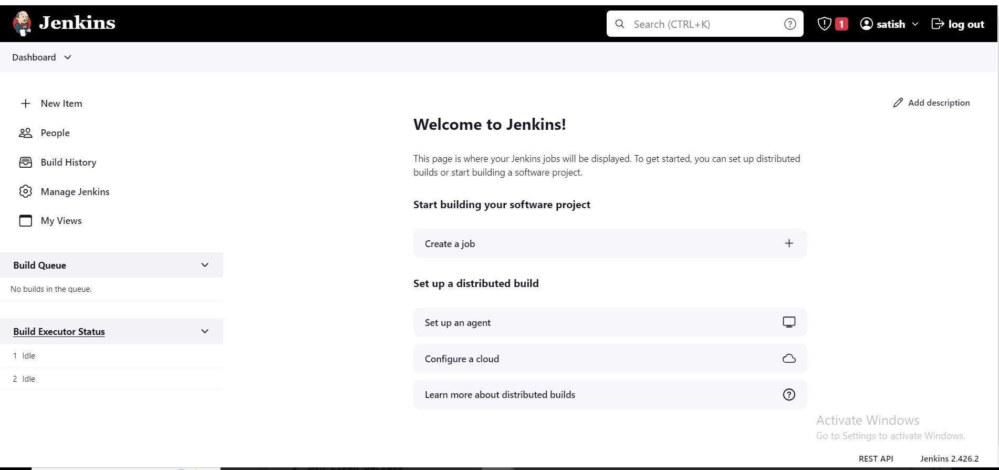 Jenkins
Search (CTRL+K)
1
satish
log out
Dashboard
New Item
People
Build History
Manage Jenkins
My Views
Build Queue
No builds in the queue.
Build Executor Status
1 Idle
2 Idle
Add description
Welcome to Jenkins!
This page is where your Jenkins jobs will be displayed. To get started, you can set up distributed
builds or start building a software project.
Start building your software project
Create a job
Set up a distributed build
Set up an agent
Configure a cloud
Learn more about distributed builds
Activate Windows
Go to Settings to activate Windows.
REST API
Jenkins 2.426.2